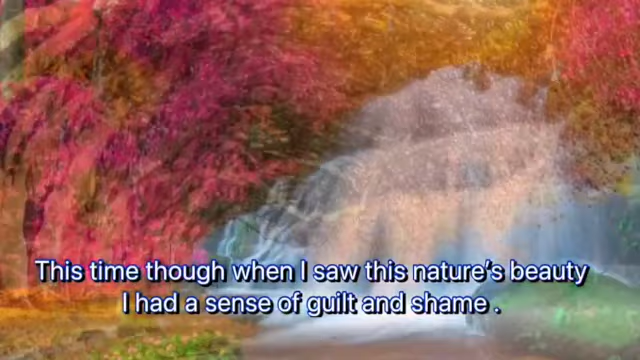 This time though when I saw this nature's beauty
I had a sense of guilt and shame .